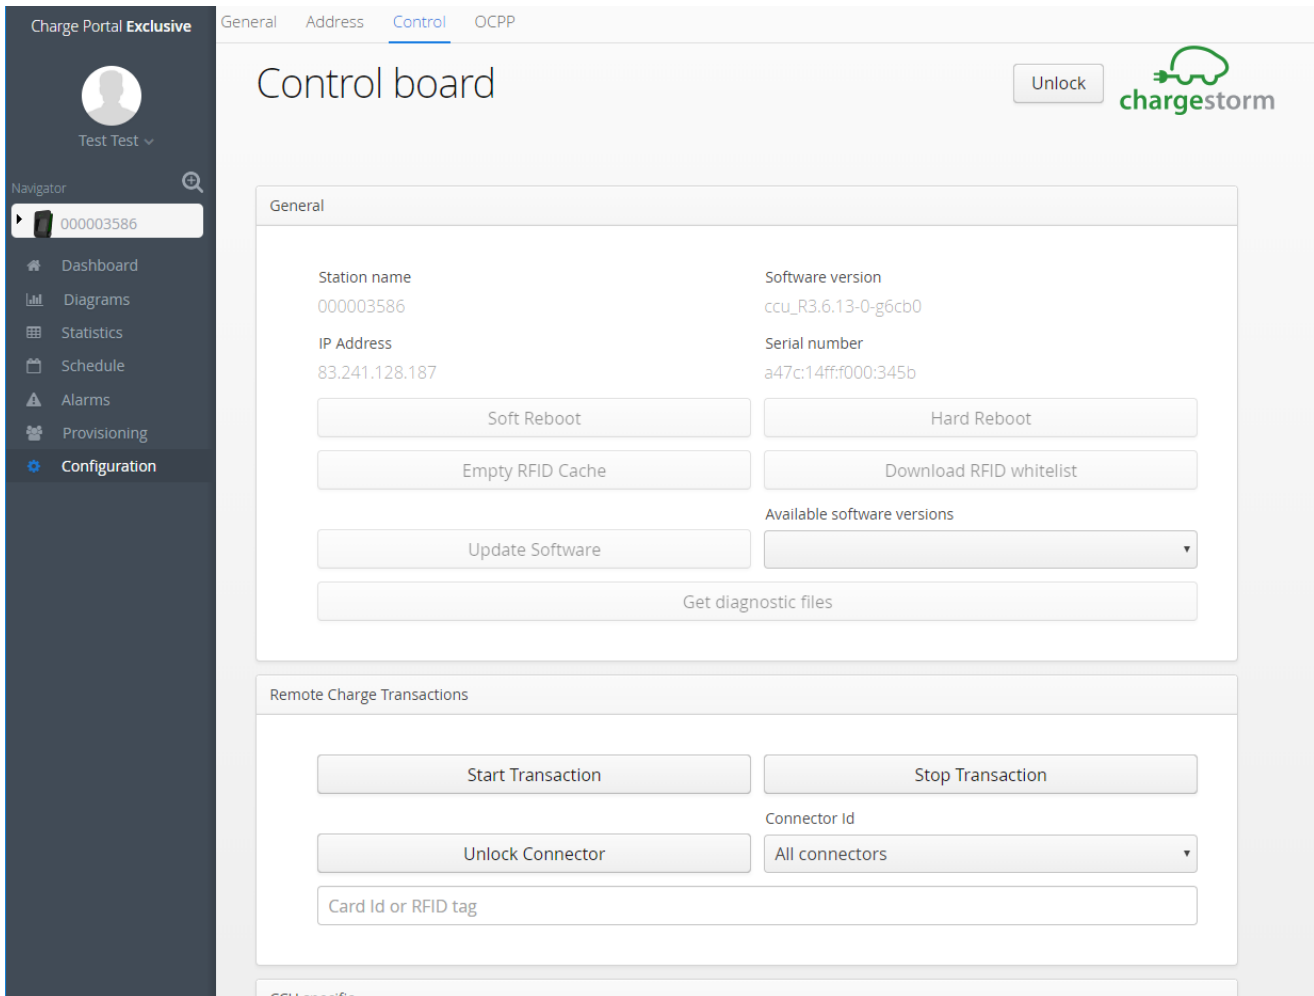 Charge Portal Exclusive
General Address Control OCPP
Control board
Unlock
chargestorm
Test Test
Navigator
000003586
Dashboard
Diagrams
Statistics
Schedule
Alarms
Provisioning
Configuration
General
Station name
Software version
000003586
ccu_R3.6.13-0-g6cb0
IP Address
Serial number
83.241.128.187
a47c:14ff:f000:345b
Soft Reboot
Hard Reboot
Empty RFID Cache
Download RFID whitelist
Available software versions
Update Software
Get diagnostic files
Remote Charge Transactions
Start Transaction
Stop Transaction
Connector Id
Unlock Connector
All connectors
Card Id or RFID tag